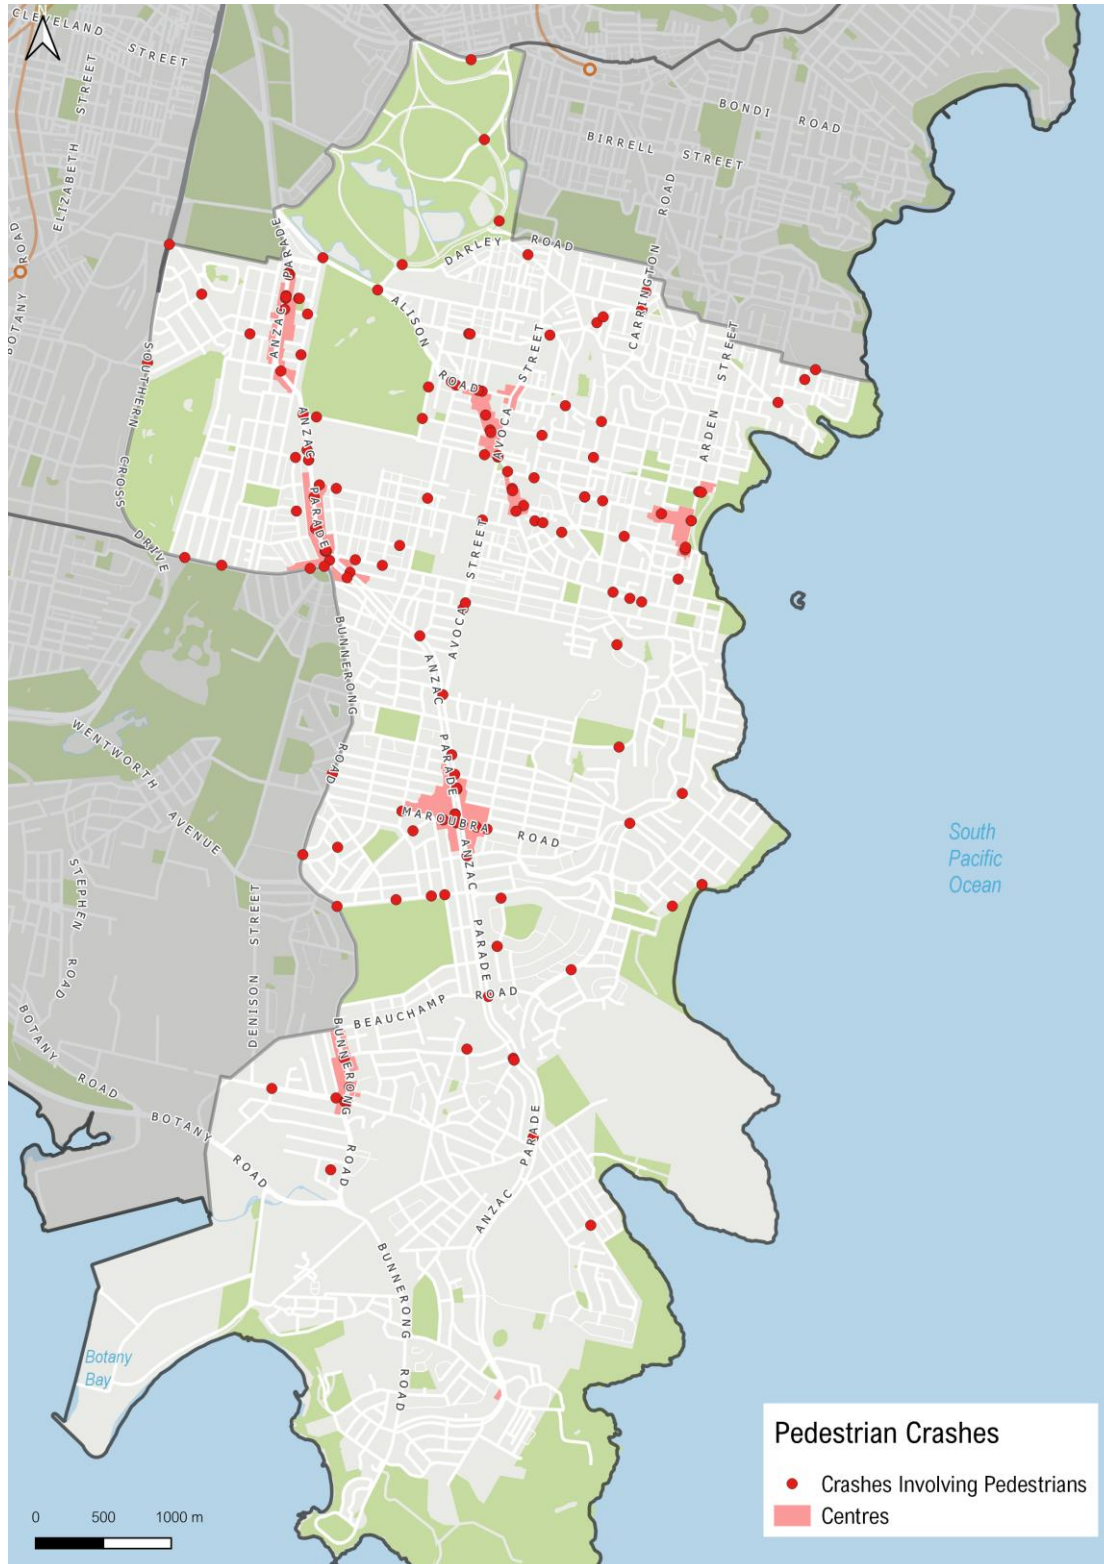 N
CLEVELAND STREET
ELIZABETH STREET
BOTANY ROAD
BONDI ROAD
BIRRELL STREET
CARRINGTON ROAD
ANZAC PARADE
DARLEY ROAD
ALISON ROAD
AVOCA STREET
ARDEN STREET
SOUTHERN CROSS DRIVE
ANZAC PARADE
AVOCA STREET
BUNNERONG ROAD
ANZAC PARADE
WENTWORTH AVENUE
MAROUBRA ROAD
STEPHEN ROAD
DENISON STREET
ANZAC PARADE
South
Pacific
Ocean
BEAUCHAMP ROAD
BUNNERONG ROAD
BOTANY ROAD
BOTANY ROAD
ANZAC PARADE
BUNNERONG ROAD
Botany
Bay
Pedestrian Crashes
Crashes Involving Pedestrians
Centres
0 500 1000 m